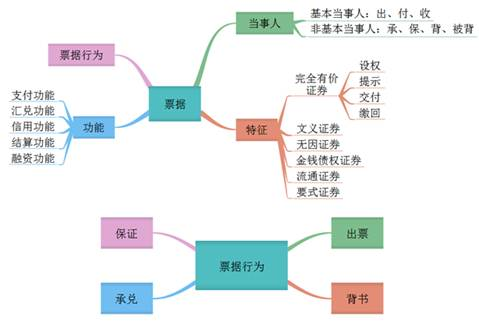 当事人
基本当事人：出、付、收
非基本当事人：承、保、背、被背
票据行为
票据
支付功能
汇兑功能
信用功能
结算功能
融资功能
功能
特征
完全有价
证券
设权
提示
交付
缴回
文义证券
无因证券
金钱债权证券
流通证券
要式证券
保证
出票
票据行为
承兑
背书